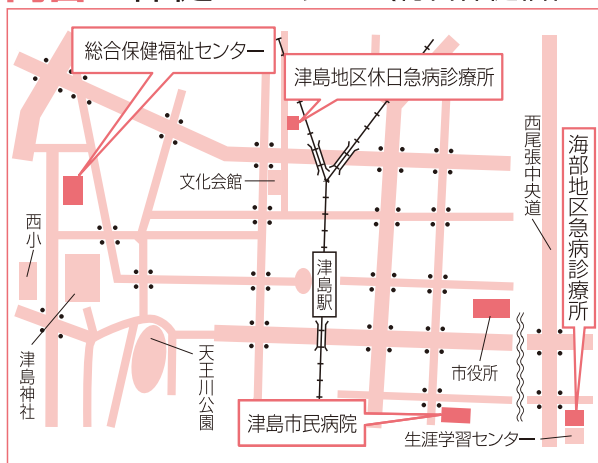 総合保健福祉センター
津島地区休日急病診療所
文化会館
西尾張中央道
海部地区急病診療所
西小
津島駅
津島神社
天王川公園
市役所
津島市民病院
生涯学習センター